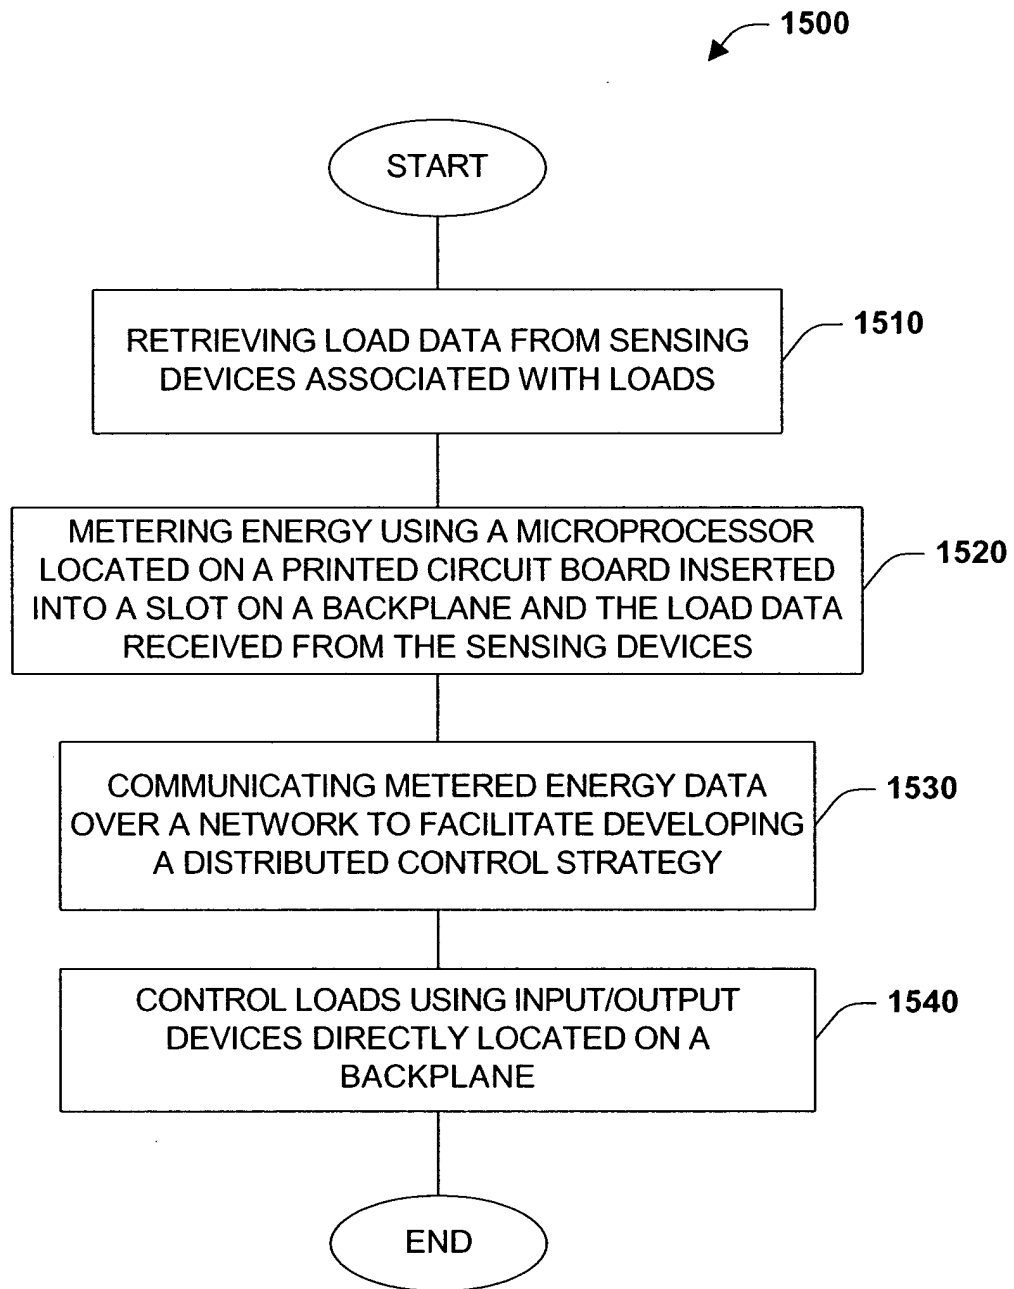 1500
START
RETRIEVING LOAD DATA FROM SENSING
DEVICES ASSOCIATED WITH LOADS
1510
METERING ENERGY USING A MICROPROCESSOR
LOCATED ON A PRINTED CIRCUIT BOARD INSERTED
INTO A SLOT ON A BACKPLANE AND THE LOAD DATA
RECEIVED FROM THE SENSING DEVICES
1520
COMMUNICATING METERED ENERGY DATA
OVER A NETWORK TO FACILITATE DEVELOPING
A DISTRIBUTED CONTROL STRATEGY
1530
CONTROL LOADS USING INPUT/OUTPUT
DEVICES DIRECTLY LOCATED ON A
BACKPLANE
1540
END